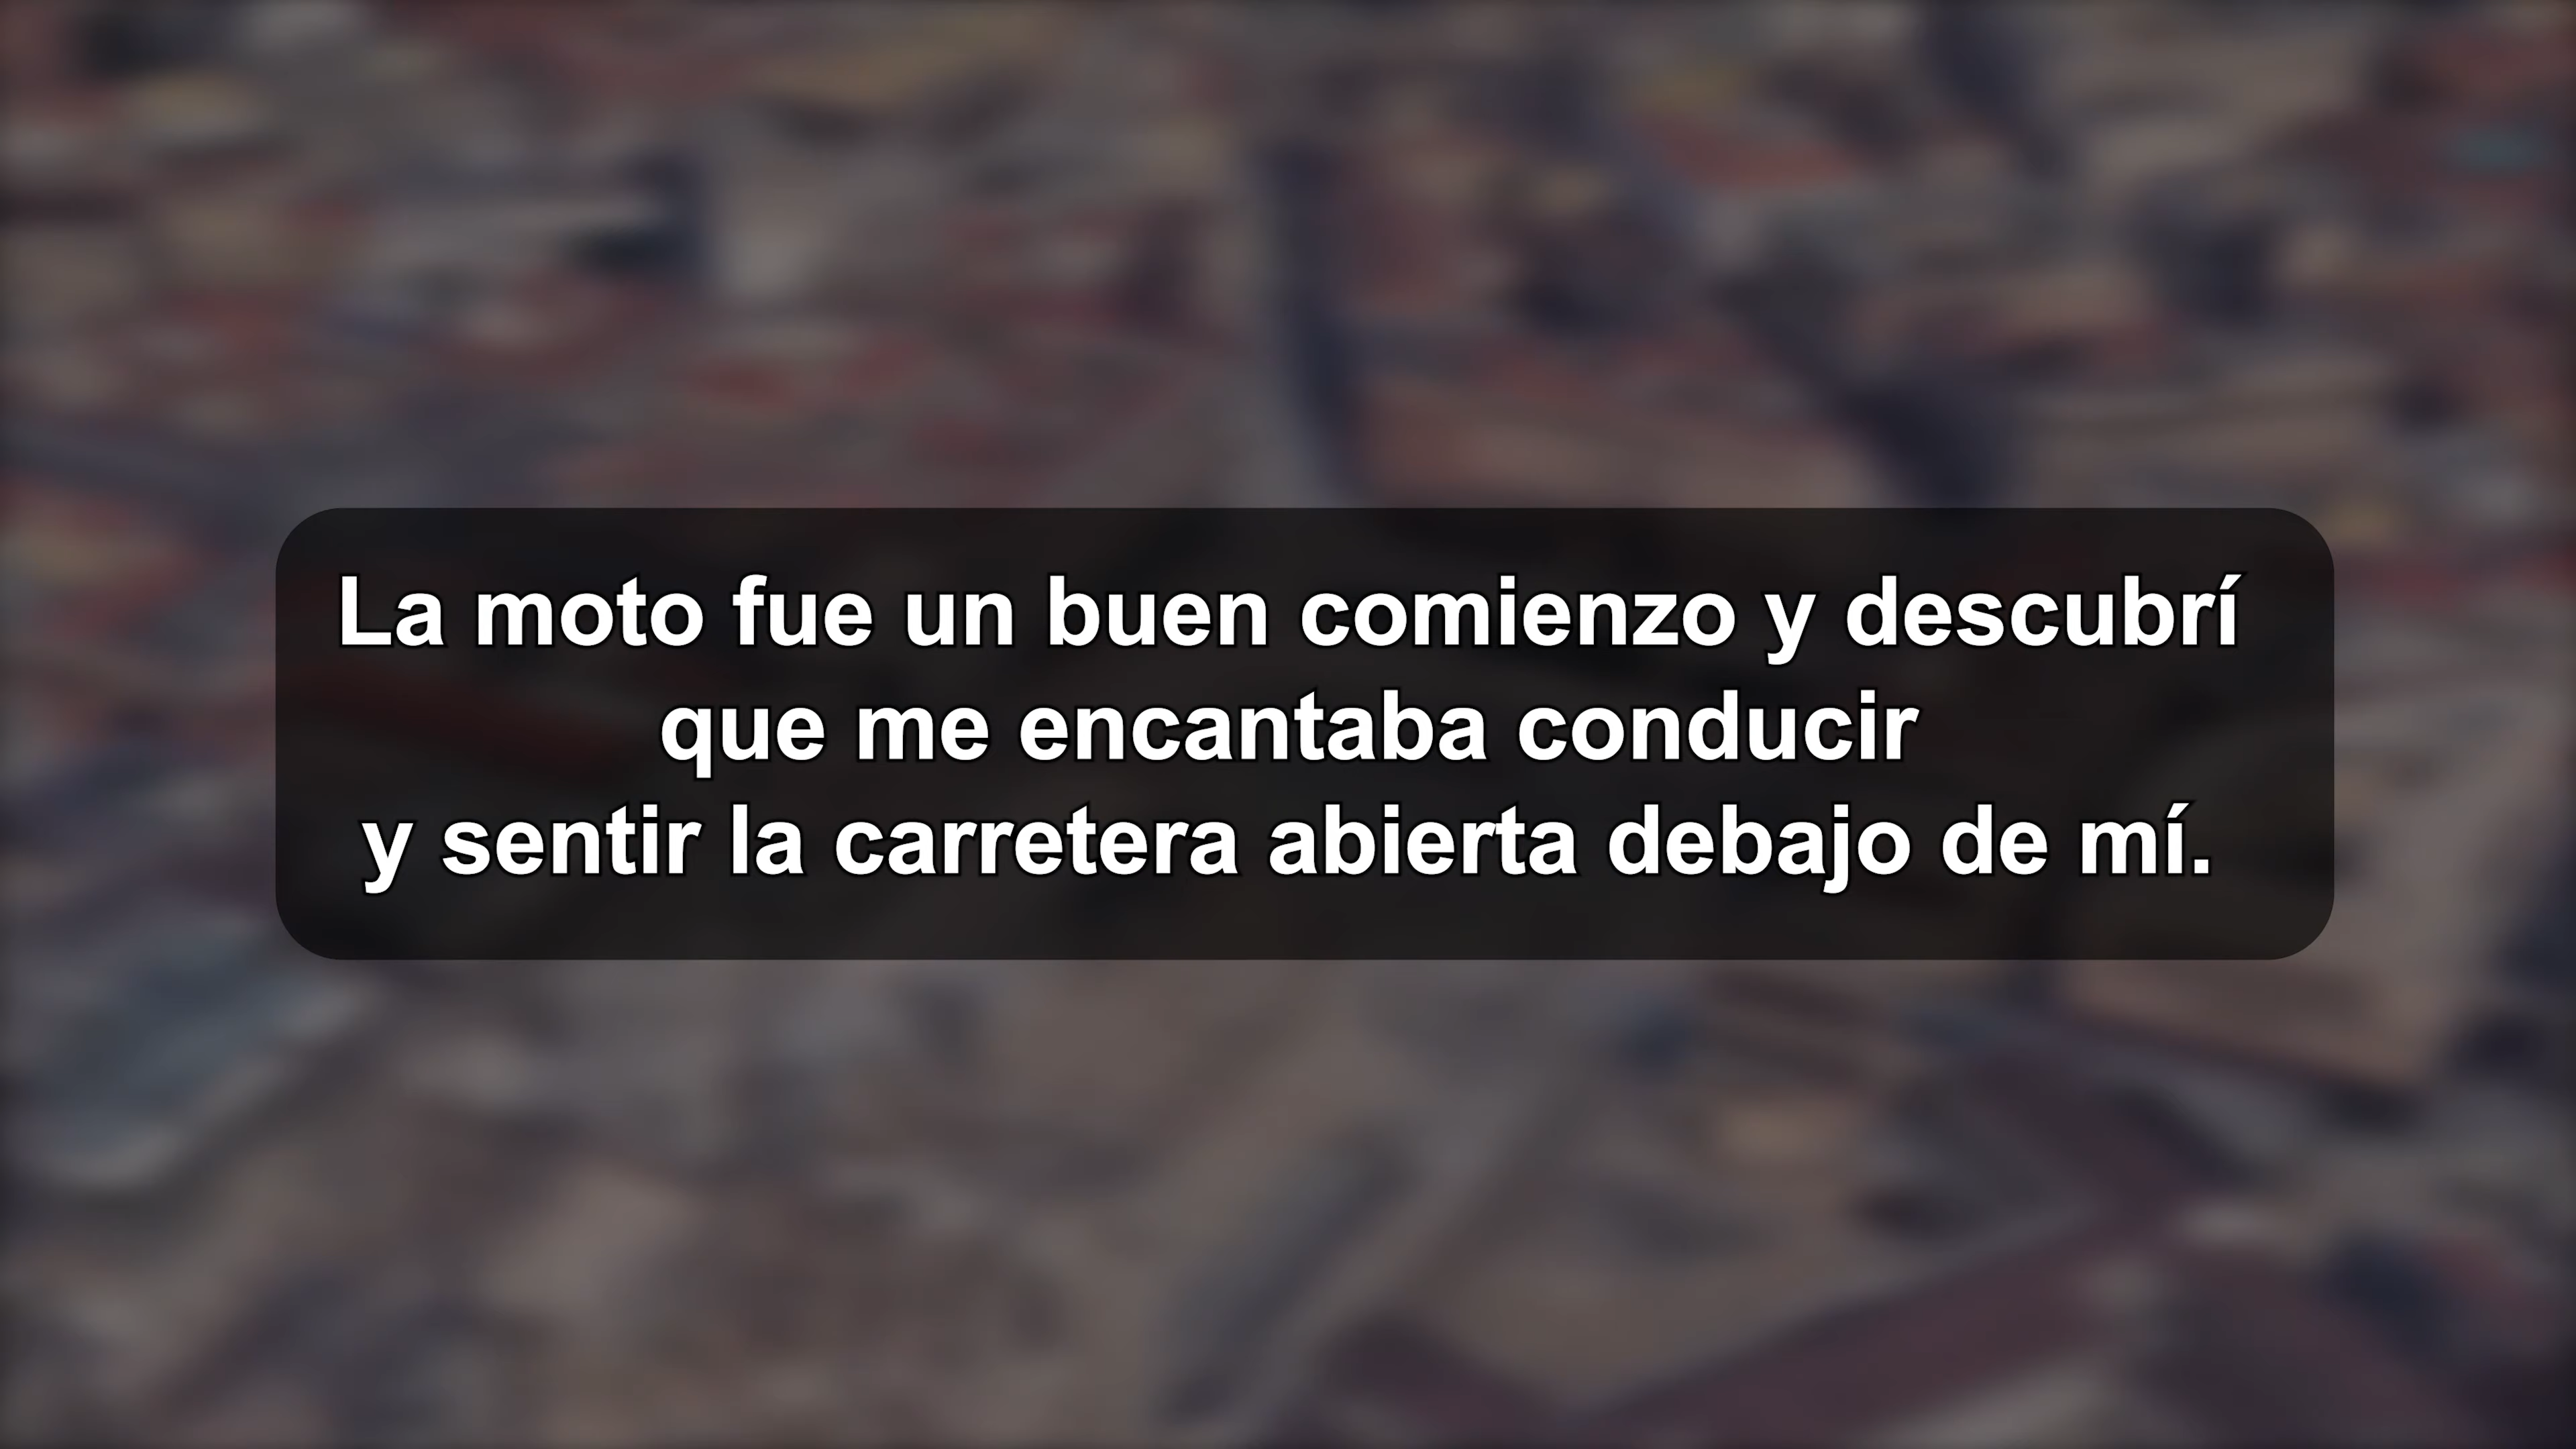 La moto fue un buen comienzo y descubrí
que me encantaba conducir
y sentir la carretera abierta debajo de mí.